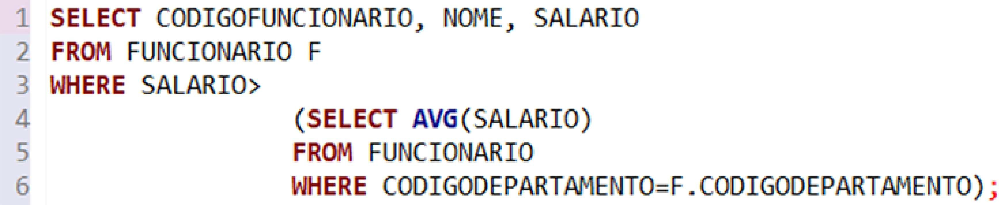 1 SELECT CODIGOFUNCIONARIO, NOME, SALARIO
2 FROM FUNCIONARIO F
3 WHERE SALARIO>
4 (SELECT AVG(SALARIO)
5 FROM FUNCIONARIO
6 WHERE CODIGODEPARTAMENTO=F.CODIGODEPARTAMENTO);